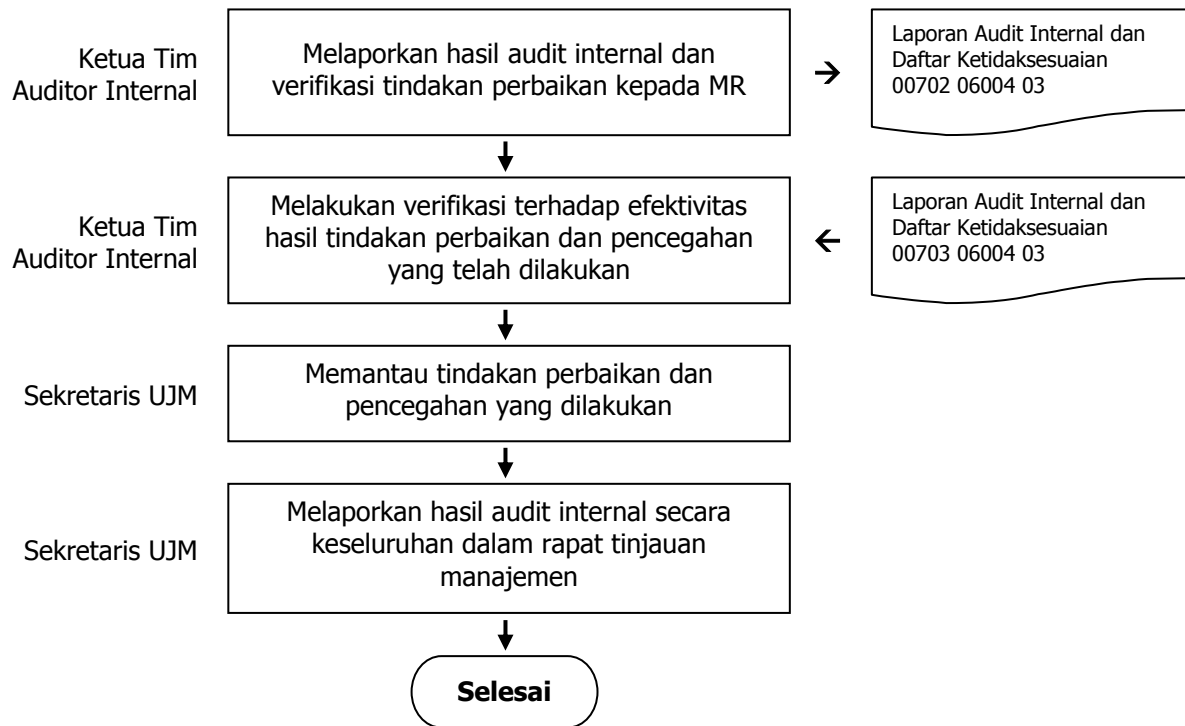 Ketua Tim
Auditor Internal
Melaporkan hasil audit internal dan
verifikasi tindakan perbaikan kepada MR
Laporan Audit Internal dan
Daftar Ketidaksesuaian
00702 06004 03
Ketua Tim
Auditor Internal
Melakukan verifikasi terhadap efektivitas
hasil tindakan perbaikan dan pencegahan
yang telah dilakukan
Laporan Audit Internal dan
Daftar Ketidaksesuaian
00703 06004 03
Sekretaris UJM
Memantau tindakan perbaikan dan
pencegahan yang dilakukan
Sekretaris UJM
Melaporkan hasil audit internal secara
keseluruhan dalam rapat tinjauan
manajemen
Selesai